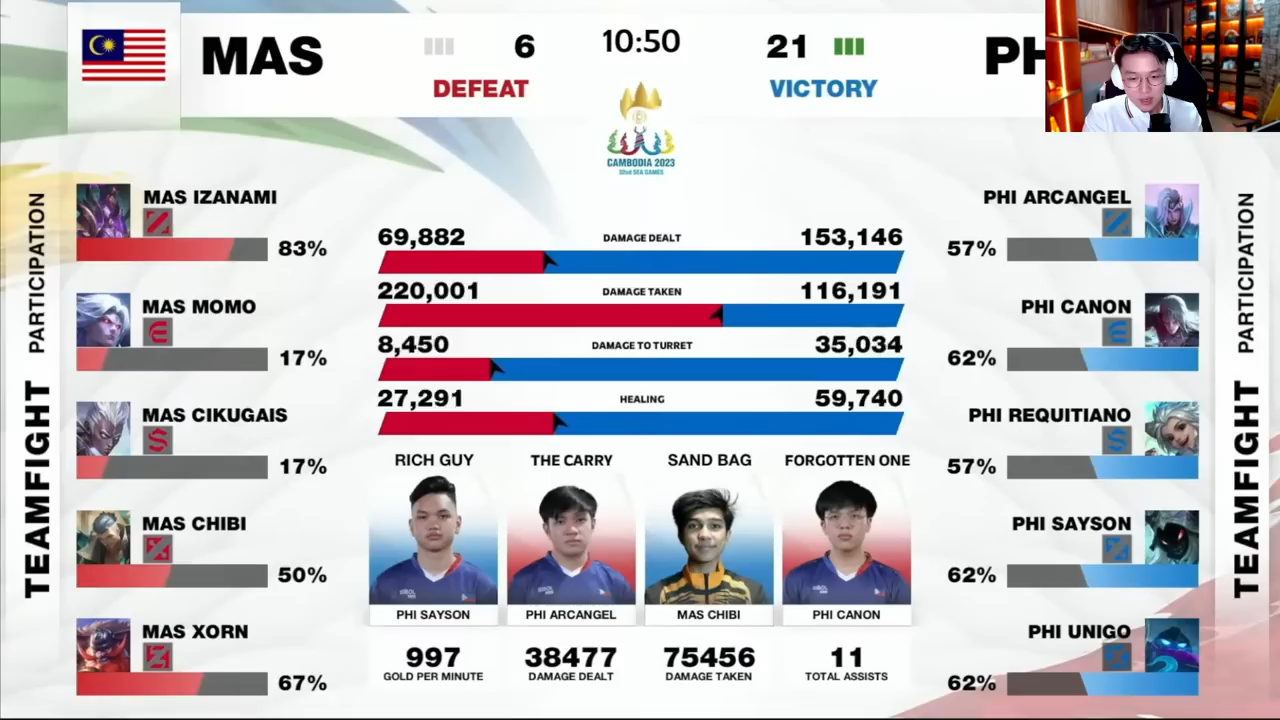 MAS
6
10:50
21
PH
DEFEAT
VICTORY
CAMBODIA 2023
32nd SEA GAMES
TEAMFIGHT PARTICIPATION
MAS IZANAMI
83%
MAS MOMO
17%
MAS CIKUGAIS
17%
MAS CHIBI
50%
MAS XORN
67%
69,882 DAMAGE DEALT 153,146
220,001 DAMAGE TAKEN 116,191
8,450 DAMAGE TO TURRET 35,034
27,291 HEALING 59,740
RICH GUY
THE CARRY
SAND BAG
FORGOTTEN ONE
PHI SAYSON
PHI ARCANGEL
MAS CHIBI
PHI CANON
997
GOLD PER MINUTE
38477
DAMAGE DEALT
75456
DAMAGE TAKEN
11
TOTAL ASSISTS
PHI ARCANGEL
57%
PHI CANON
62%
PHI REQUITIANO
57%
PHI SAYSON
62%
PHI UNIGO
62%
TEAMFIGHT PARTICIPATION